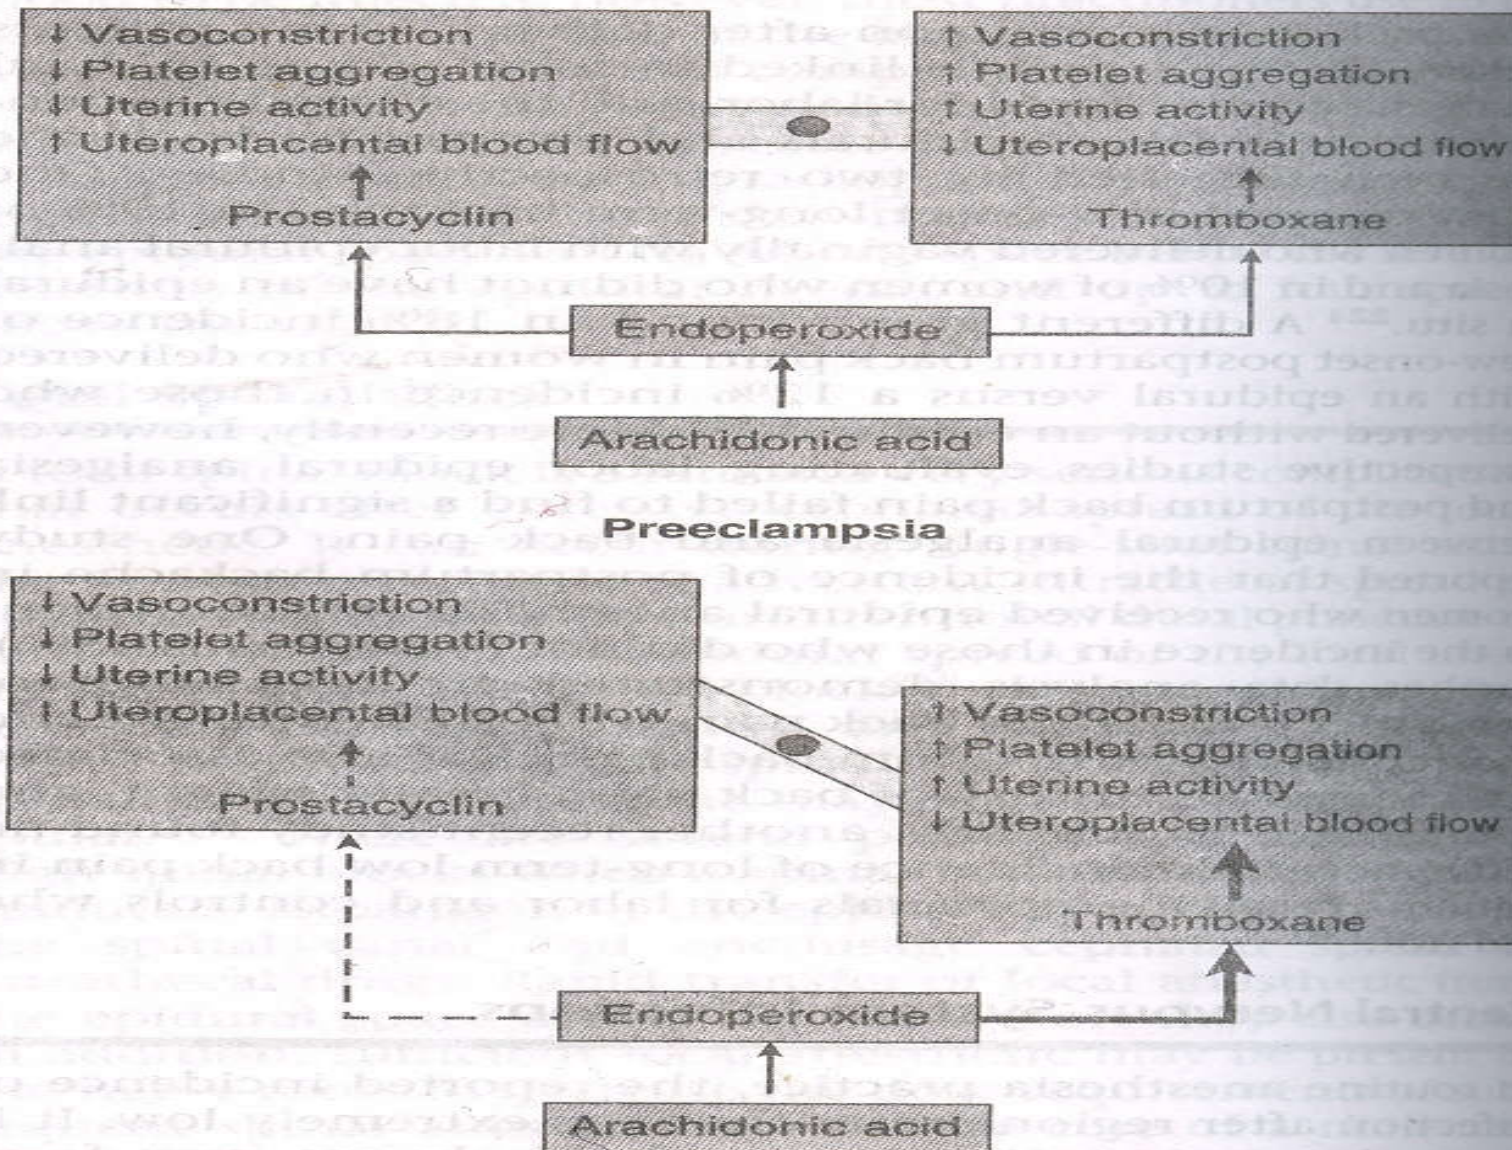 ↓ Vasoconstriction
↓ Platelet aggregation
↓ Uterine activity
↑ Uteroplacental blood flow
Prostacyclin
↑ Vasoconstriction
↑ Platelet aggregation
↑ Uterine activity
↓ Uteroplacental blood flow
Thromboxane
Endoperoxide
Arachidonic acid
Preeclampsia
↓ Vasoconstriction
↓ Platelet aggregation
↓ Uterine activity
↑ Uteroplacental blood flow
Prostacyclin
↑ Vasoconstriction
↑ Platelet aggregation
↑ Uterine activity
↓ Uteroplacental blood flow
Thromboxane
Endoperoxide
Arachidonic acid